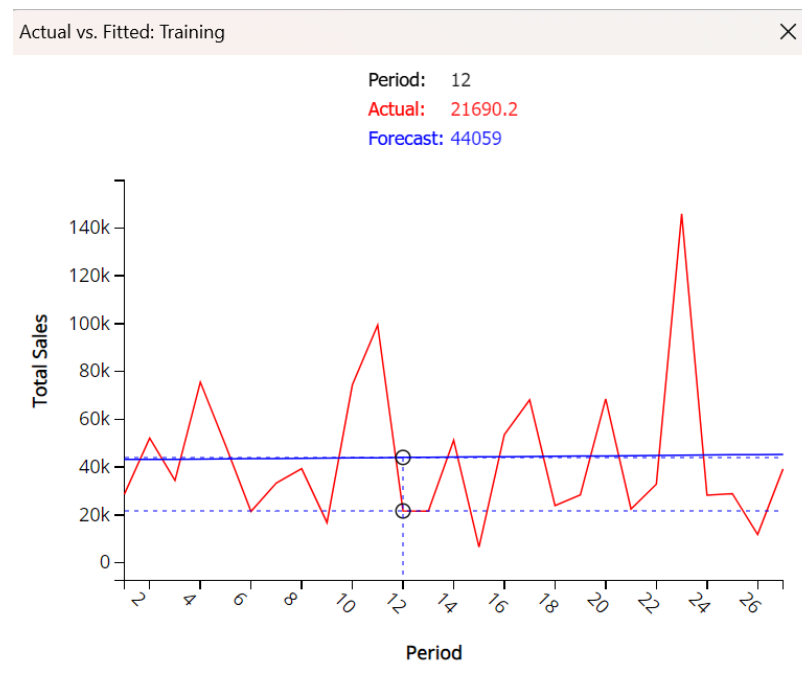 Actual vs. Fitted: Training
Period: 12
Actual: 21690.2
Forecast: 44059
140k
120k
100k
80k
60k
40k
20k
0
Total Sales
2 4 6 8 10 12 14 16 18 20 22 24 26
Period